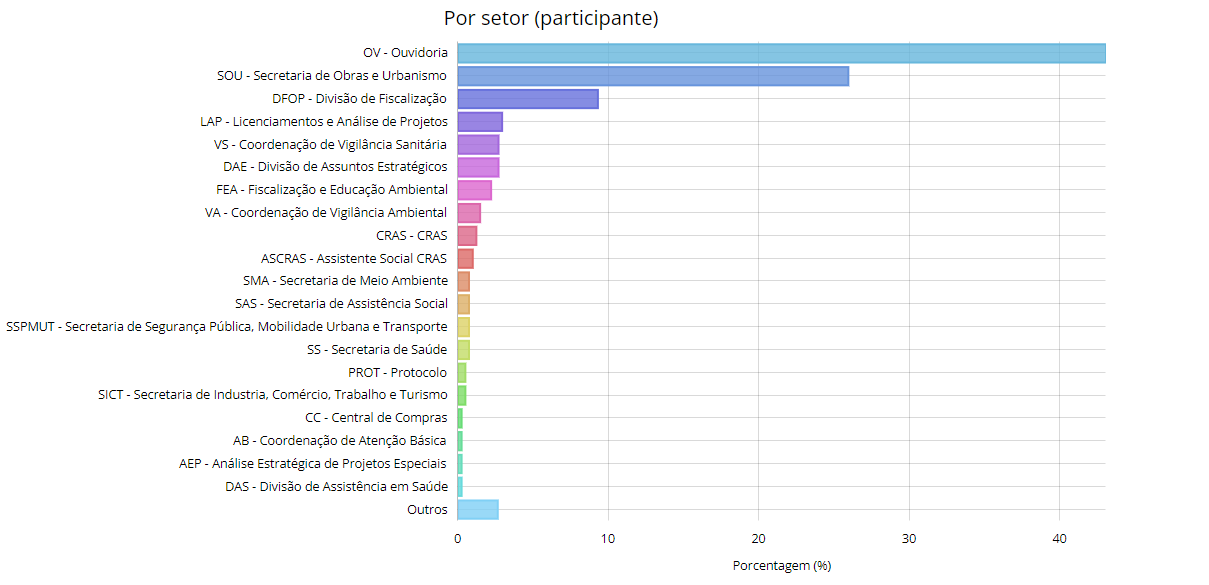 Por setor (participante)
OV - Ouvidoria
SOU - Secretaria de Obras e Urbanismo
DFOP - Divisão de Fiscalização
LAP - Licenciamentos e Análise de Projetos
VS - Coordenação de Vigilância Sanitária
DAE - Divisão de Assuntos Estratégicos
FEA - Fiscalização e Educação Ambiental
VA - Coordenação de Vigilância Ambiental
CRAS - CRAS
ASCRAS - Assistente Social CRAS
SMA - Secretaria de Meio Ambiente
SAS - Secretaria de Assistência Social
SSPMUT - Secretaria de Segurança Pública, Mobilidade Urbana e Transporte
SS - Secretaria de Saúde
PROT - Protocolo
SICT - Secretaria de Industria, Comércio, Trabalho e Turismo
CC - Central de Compras
AB - Coordenação de Atenção Básica
AEP - Análise Estratégica de Projetos Especiais
DAS - Divisão de Assistência em Saúde
Outros
0 10 20 30 40
Porcentagem (%)